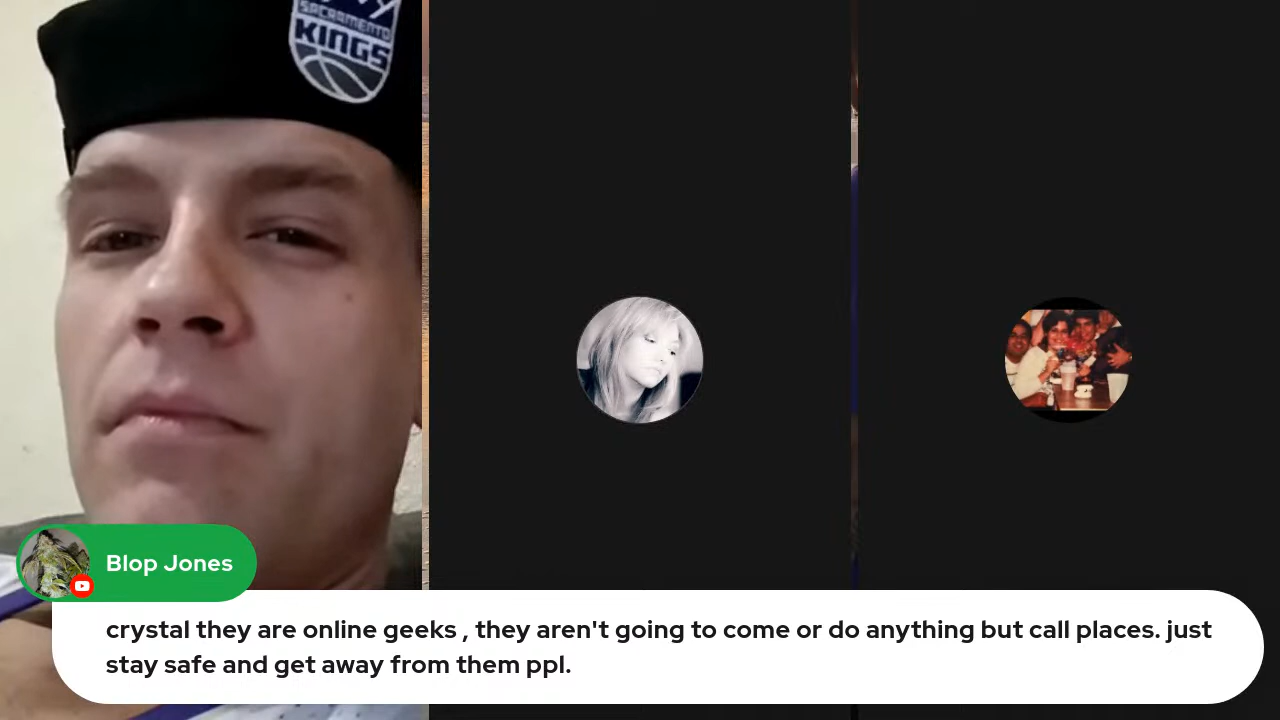 SACRAMENTO
KINGS
Blop Jones
crystal they are online geeks , they aren't going to come or do anything but call places. just
stay safe and get away from them ppl.